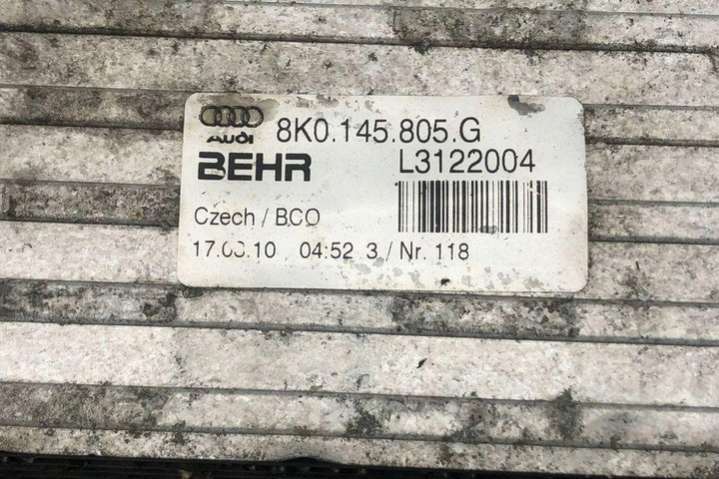 8K0.145.805.G
AUDI
BEHR L3122004
Czech / BCO
04:52 3 / Nr. 118